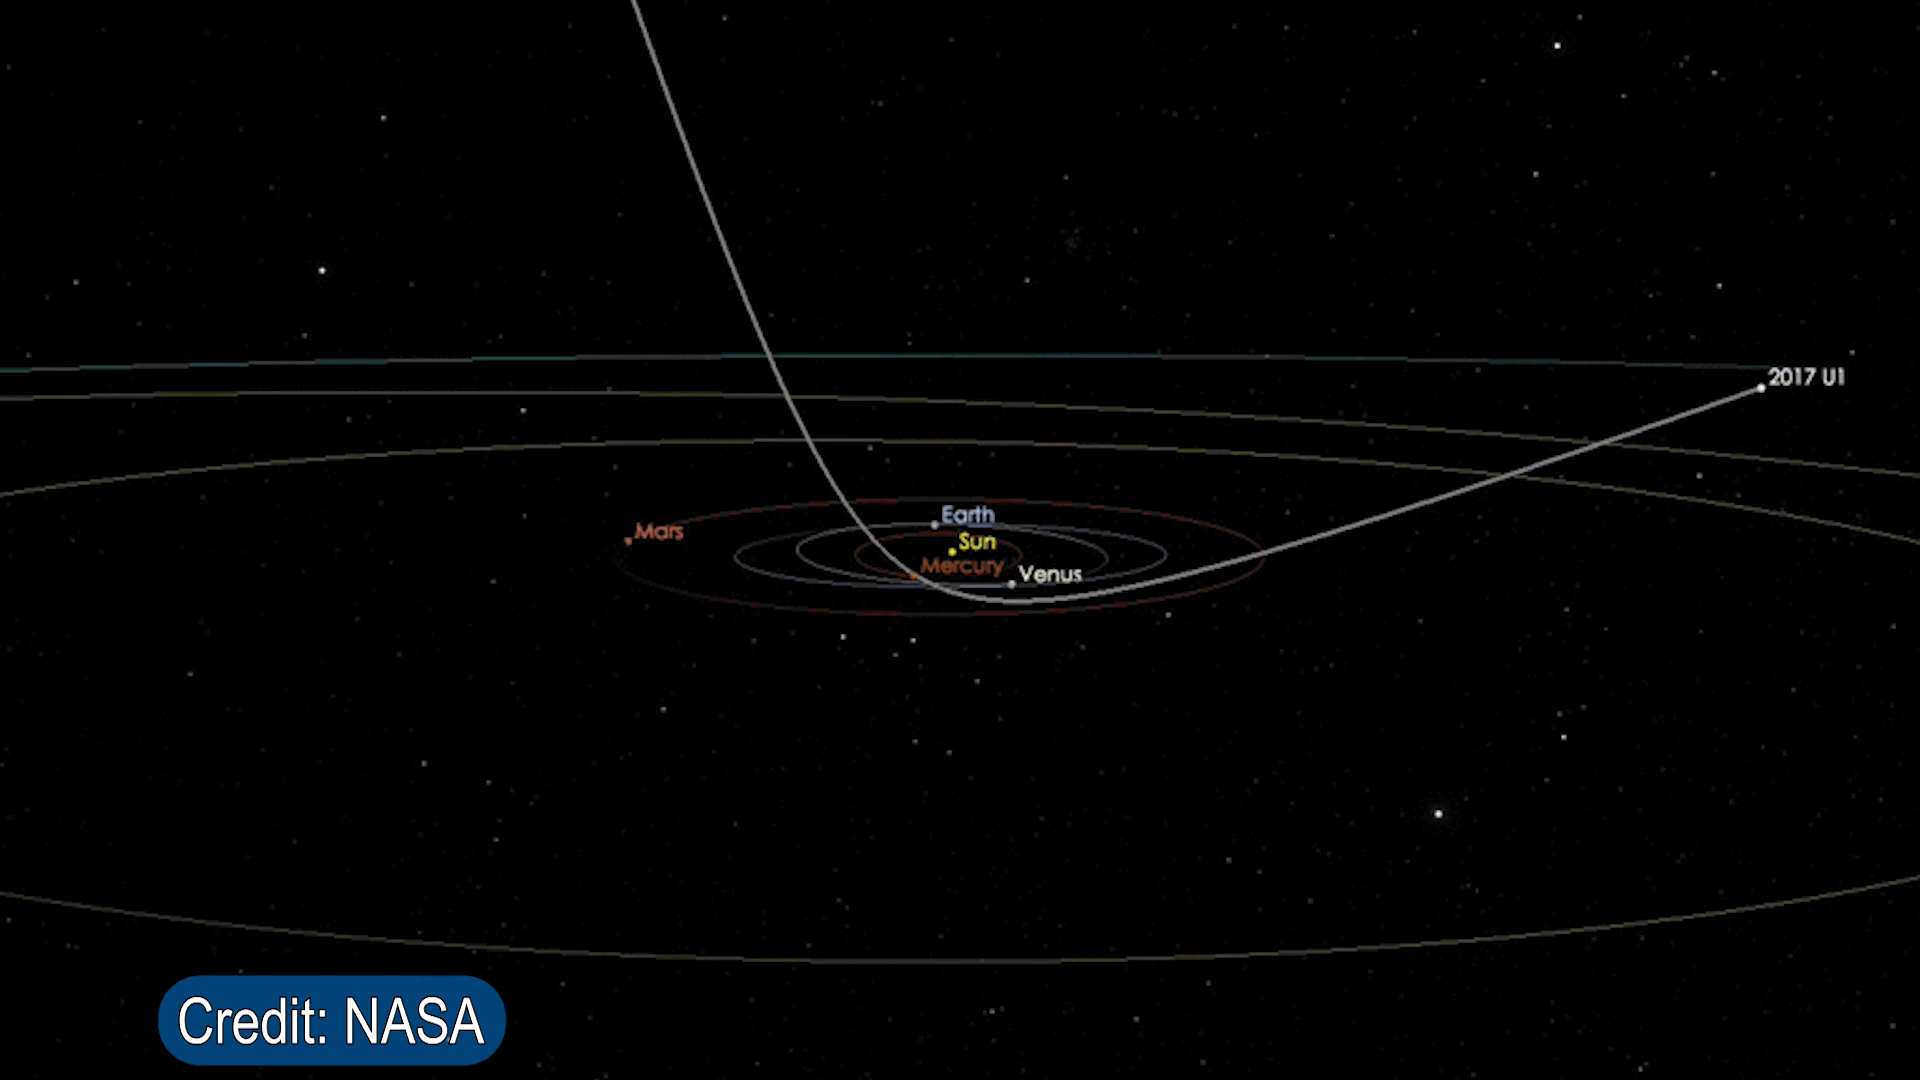 2017 U1
Earth
Mars
Sun
Mercury
Venus
Credit: NASA